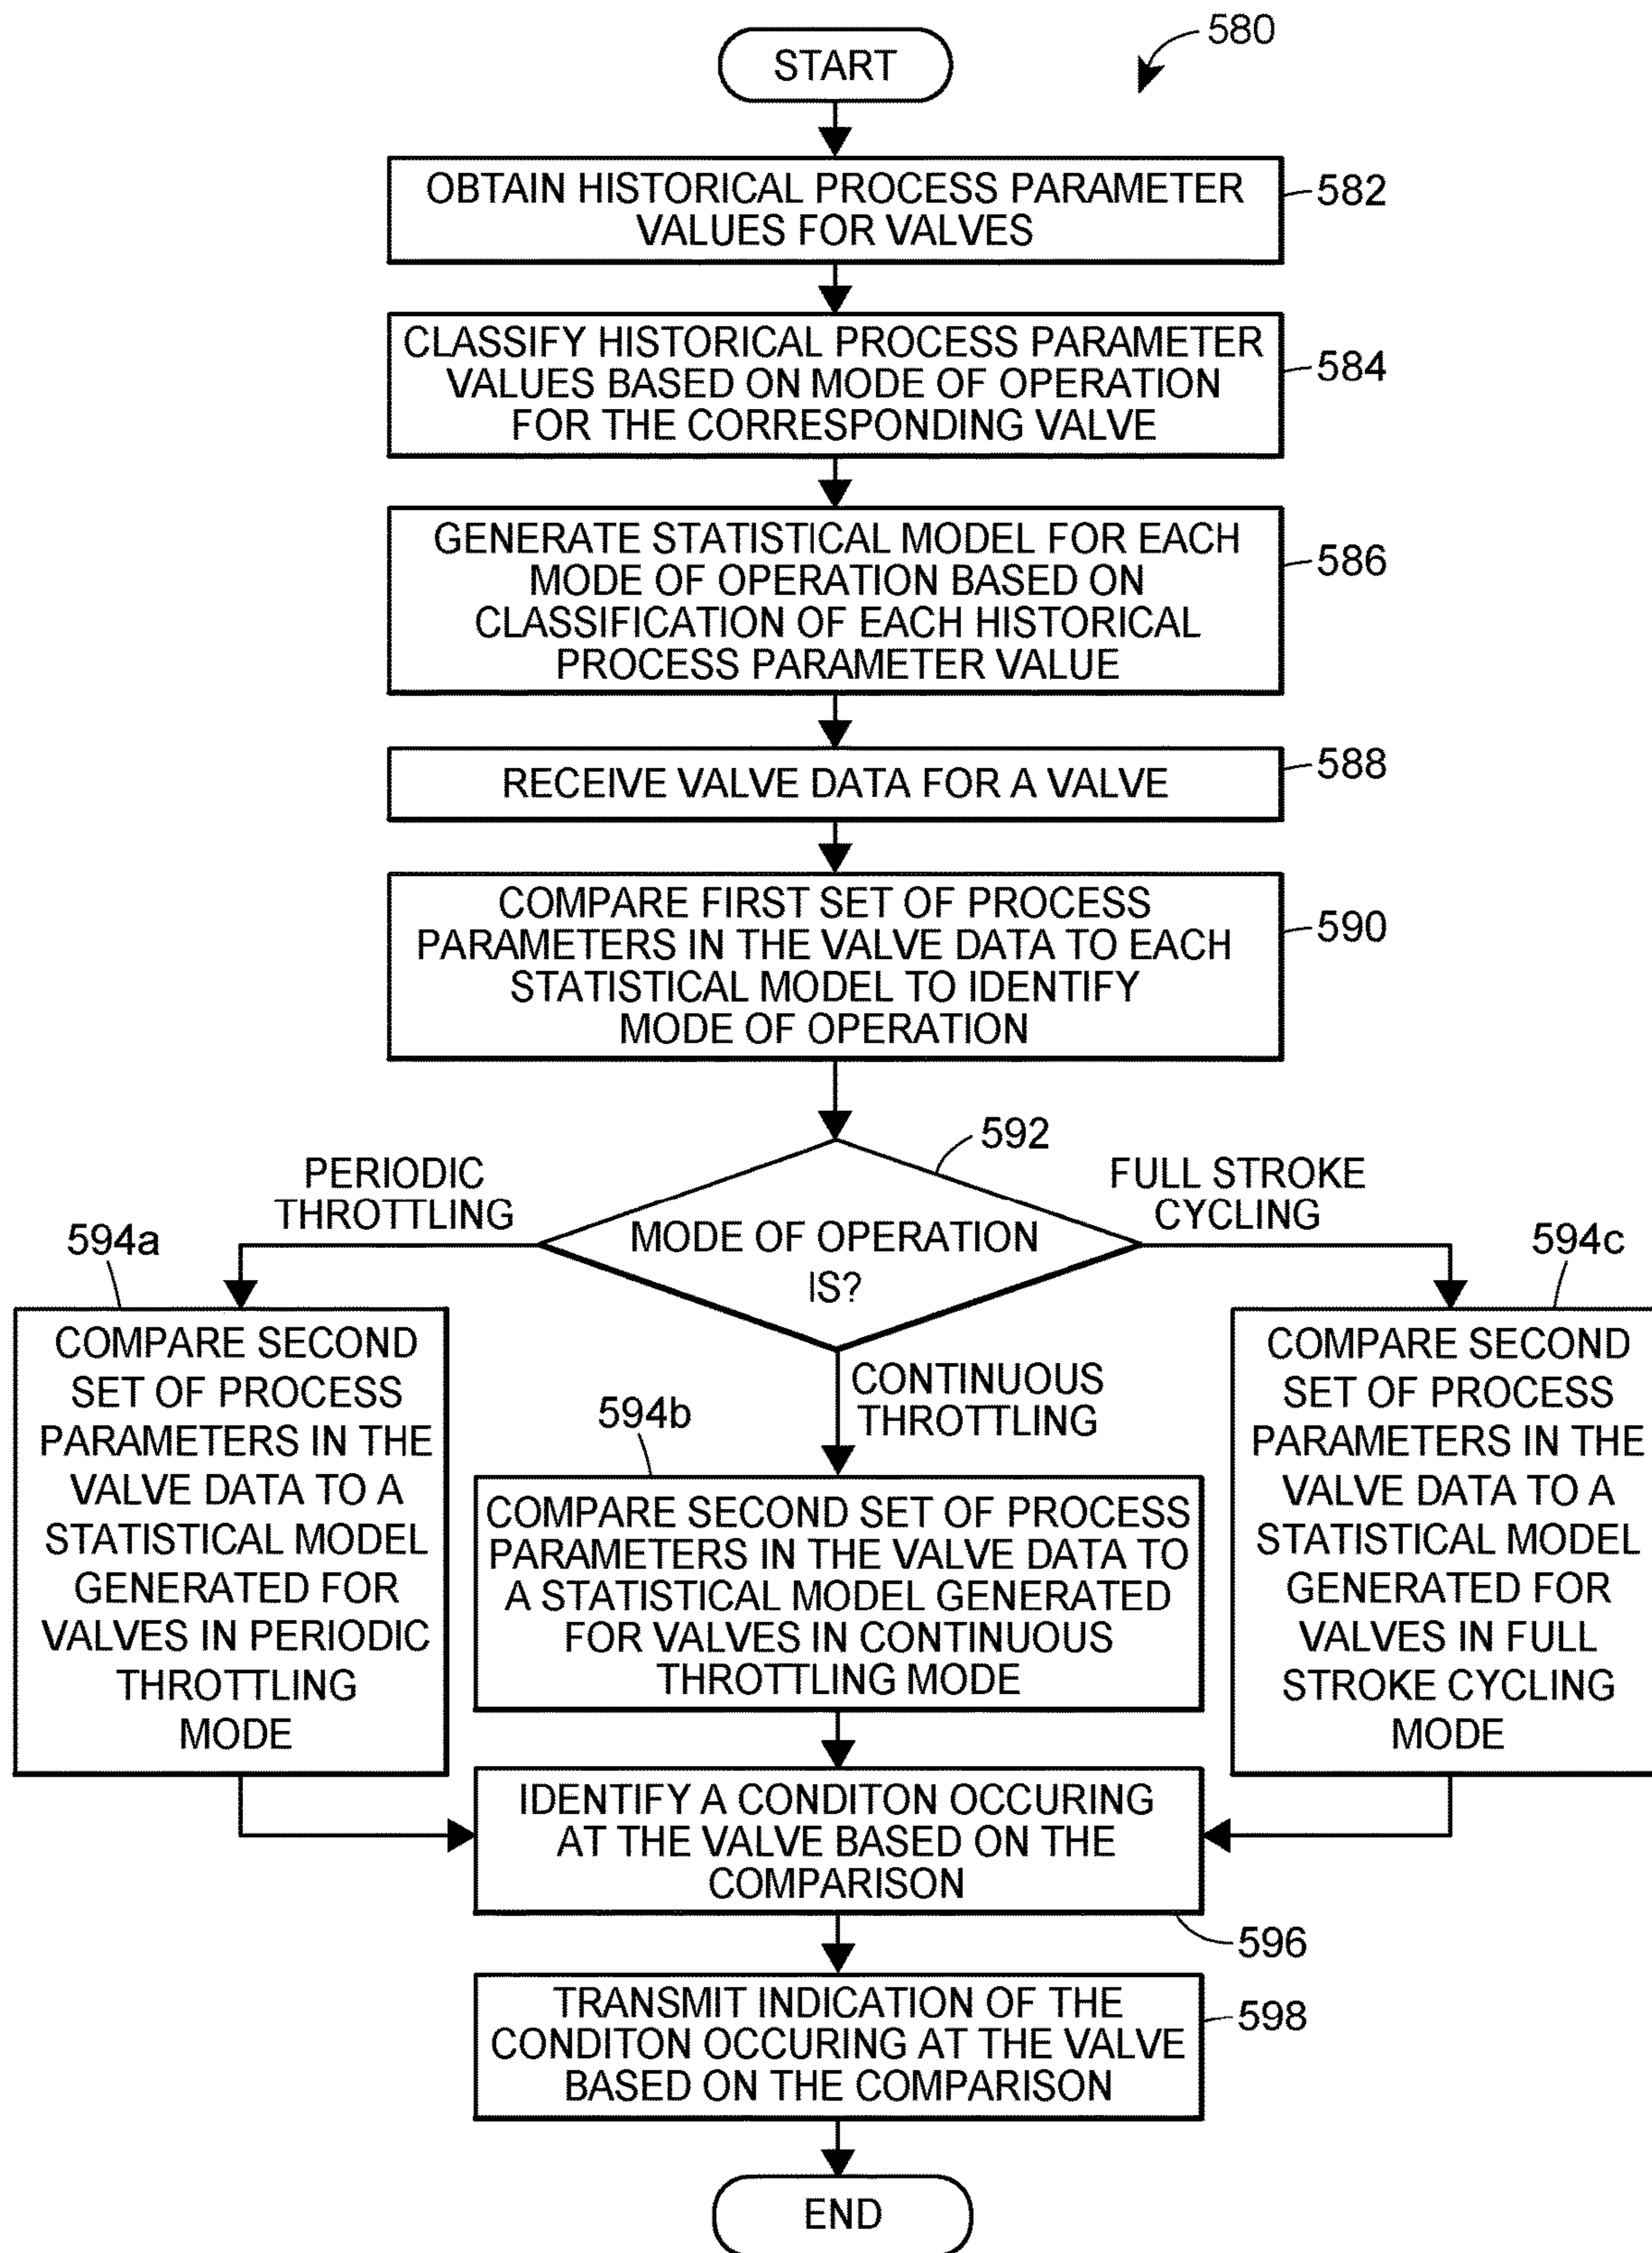 580
START
OBTAIN HISTORICAL PROCESS PARAMETER
VALUES FOR VALVES
582
CLASSIFY HISTORICAL PROCESS PARAMETER
VALUES BASED ON MODE OF OPERATION
FOR THE CORRESPONDING VALVE
584
GENERATE STATISTICAL MODEL FOR EACH
MODE OF OPERATION BASED ON
CLASSIFICATION OF EACH HISTORICAL
PROCESS PARAMETER VALUE
586
RECEIVE VALVE DATA FOR A VALVE
588
COMPARE FIRST SET OF PROCESS
PARAMETERS IN THE VALVE DATA TO EACH
STATISTICAL MODEL TO IDENTIFY
MODE OF OPERATION
590
592
MODE OF OPERATION
IS?
PERIODIC
THROTTLING
FULL STROKE
CYCLING
CONTINUOUS
THROTTLING
594a
COMPARE SECOND
SET OF PROCESS
PARAMETERS IN THE
VALVE DATA TO A
STATISTICAL MODEL
GENERATED FOR
VALVES IN PERIODIC
THROTTLING
MODE
594b
COMPARE SECOND SET OF PROCESS
PARAMETERS IN THE VALVE DATA TO
A STATISTICAL MODEL GENERATED
FOR VALVES IN CONTINUOUS
THROTTLING MODE
594c
COMPARE SECOND
SET OF PROCESS
PARAMETERS IN THE
VALVE DATA TO A
STATISTICAL MODEL
GENERATED FOR
VALVES IN FULL
STROKE CYCLING
MODE
IDENTIFY A CONDITON OCCURING
AT THE VALVE BASED ON THE
COMPARISON
596
TRANSMIT INDICATION OF THE
CONDITON OCCURING AT THE VALVE
BASED ON THE COMPARISON
598
END